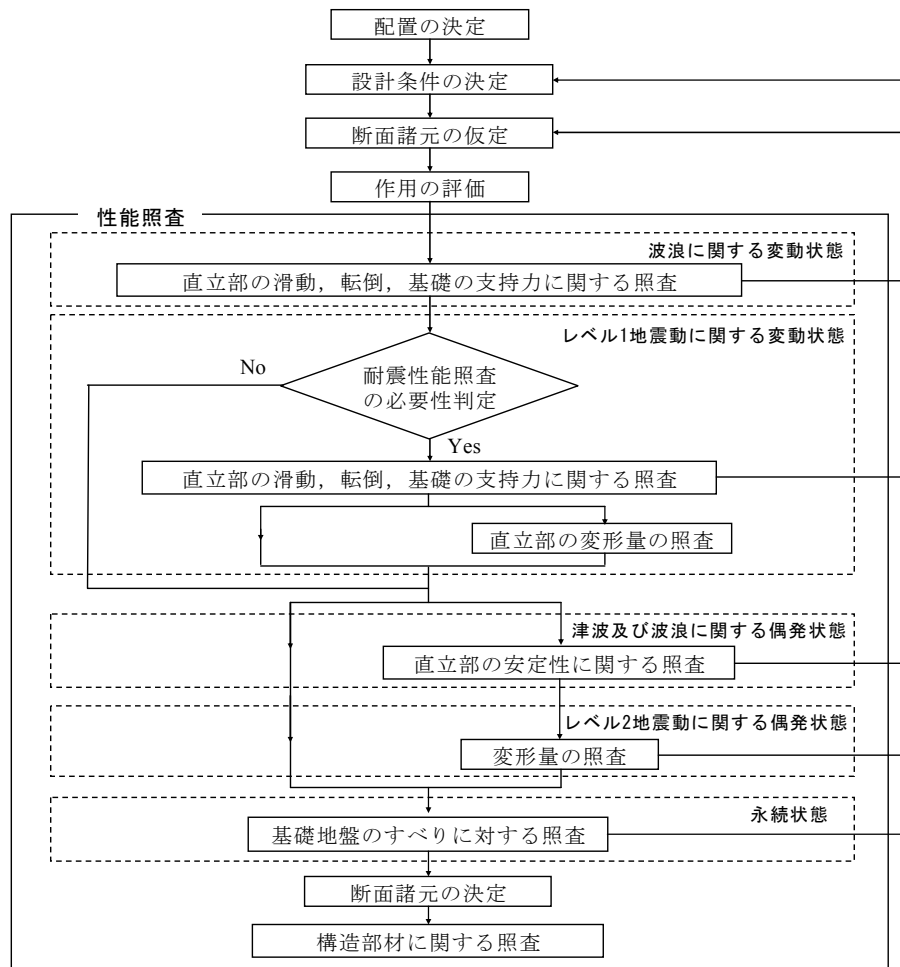 配置の決定
設計条件の決定
断面諸元の仮定
作用の評価
性能照査
波浪に関する変動状態
直立部の滑動，転倒，基礎の支持力に関する照査
レベル1地震動に関する変動状態
No
耐震性能照査
の必要性判定
Yes
直立部の滑動，転倒，基礎の支持力に関する照査
直立部の変形量の照査
津波及び波浪に関する偶発状態
直立部の安定性に関する照査
レベル2地震動に関する偶発状態
変形量の照査
永続状態
基礎地盤のすべりに対する照査
断面諸元の決定
構造部材に関する照査